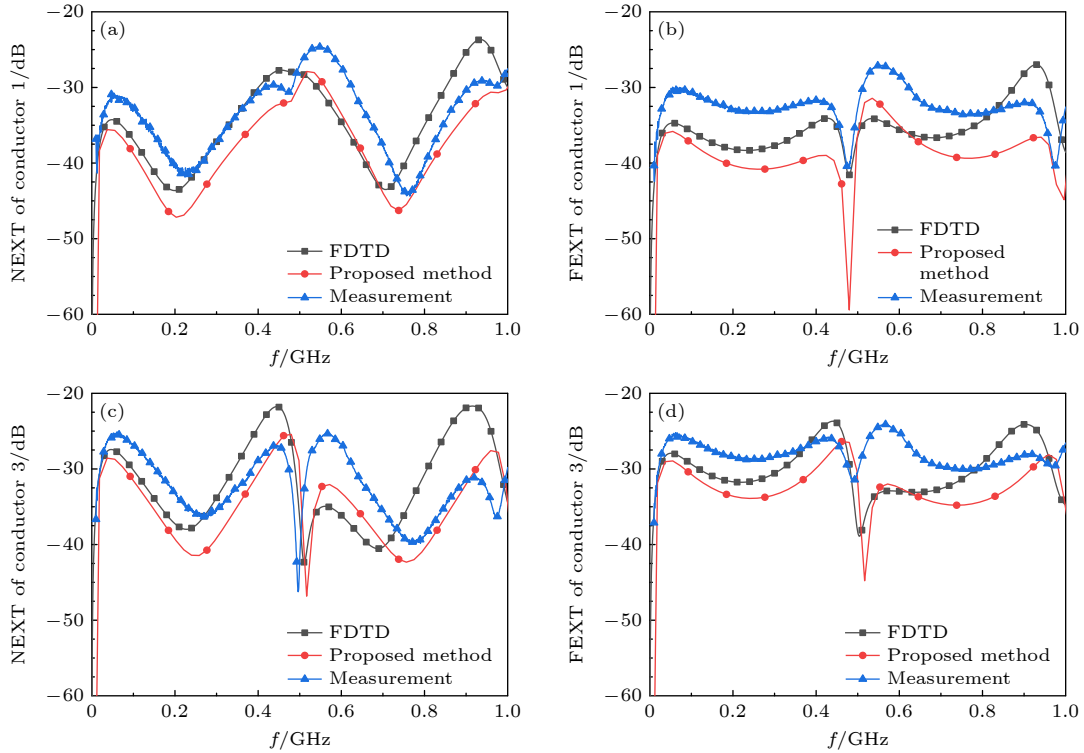 (a)
NEXT of conductor 1/dB
−20
−30
−40
−50
−60
FDTD
Proposed method
Measurement
0 0.2 0.4 0.6 0.8 1.0
f/GHz
(b)
FEXT of conductor 1/dB
−20
−30
−40
−50
−60
FDTD
Proposed
method
Measurement
0 0.2 0.4 0.6 0.8 1.0
f/GHz
(c)
NEXT of conductor 3/dB
−20
−30
−40
−50
−60
FDTD
Proposed method
Measurement
0 0.2 0.4 0.6 0.8 1.0
f/GHz
(d)
FEXT of conductor 3/dB
−20
−30
−40
−50
−60
FDTD
Proposed method
Measurement
0 0.2 0.4 0.6 0.8 1.0
f/GHz